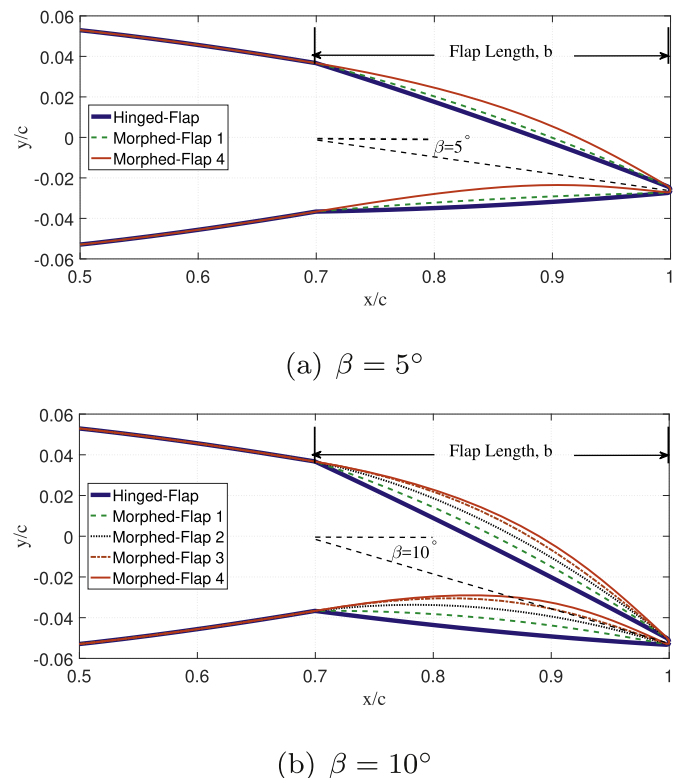 0.06
0.04
0.02
0
-0.02
-0.04
-0.06
y/c
Flap Length, b
Hinged-Flap
Morphed-Flap 1
Morphed-Flap 4
β=5°
0.5 0.6 0.7 0.8 0.9 1
x/c
(a) β = 5°
0.06
0.04
0.02
0
-0.02
-0.04
-0.06
y/c
Flap Length, b
Hinged-Flap
Morphed-Flap 1
Morphed-Flap 2
Morphed-Flap 3
Morphed-Flap 4
β=10°
0.5 0.6 0.7 0.8 0.9 1
x/c
(b) β = 10°